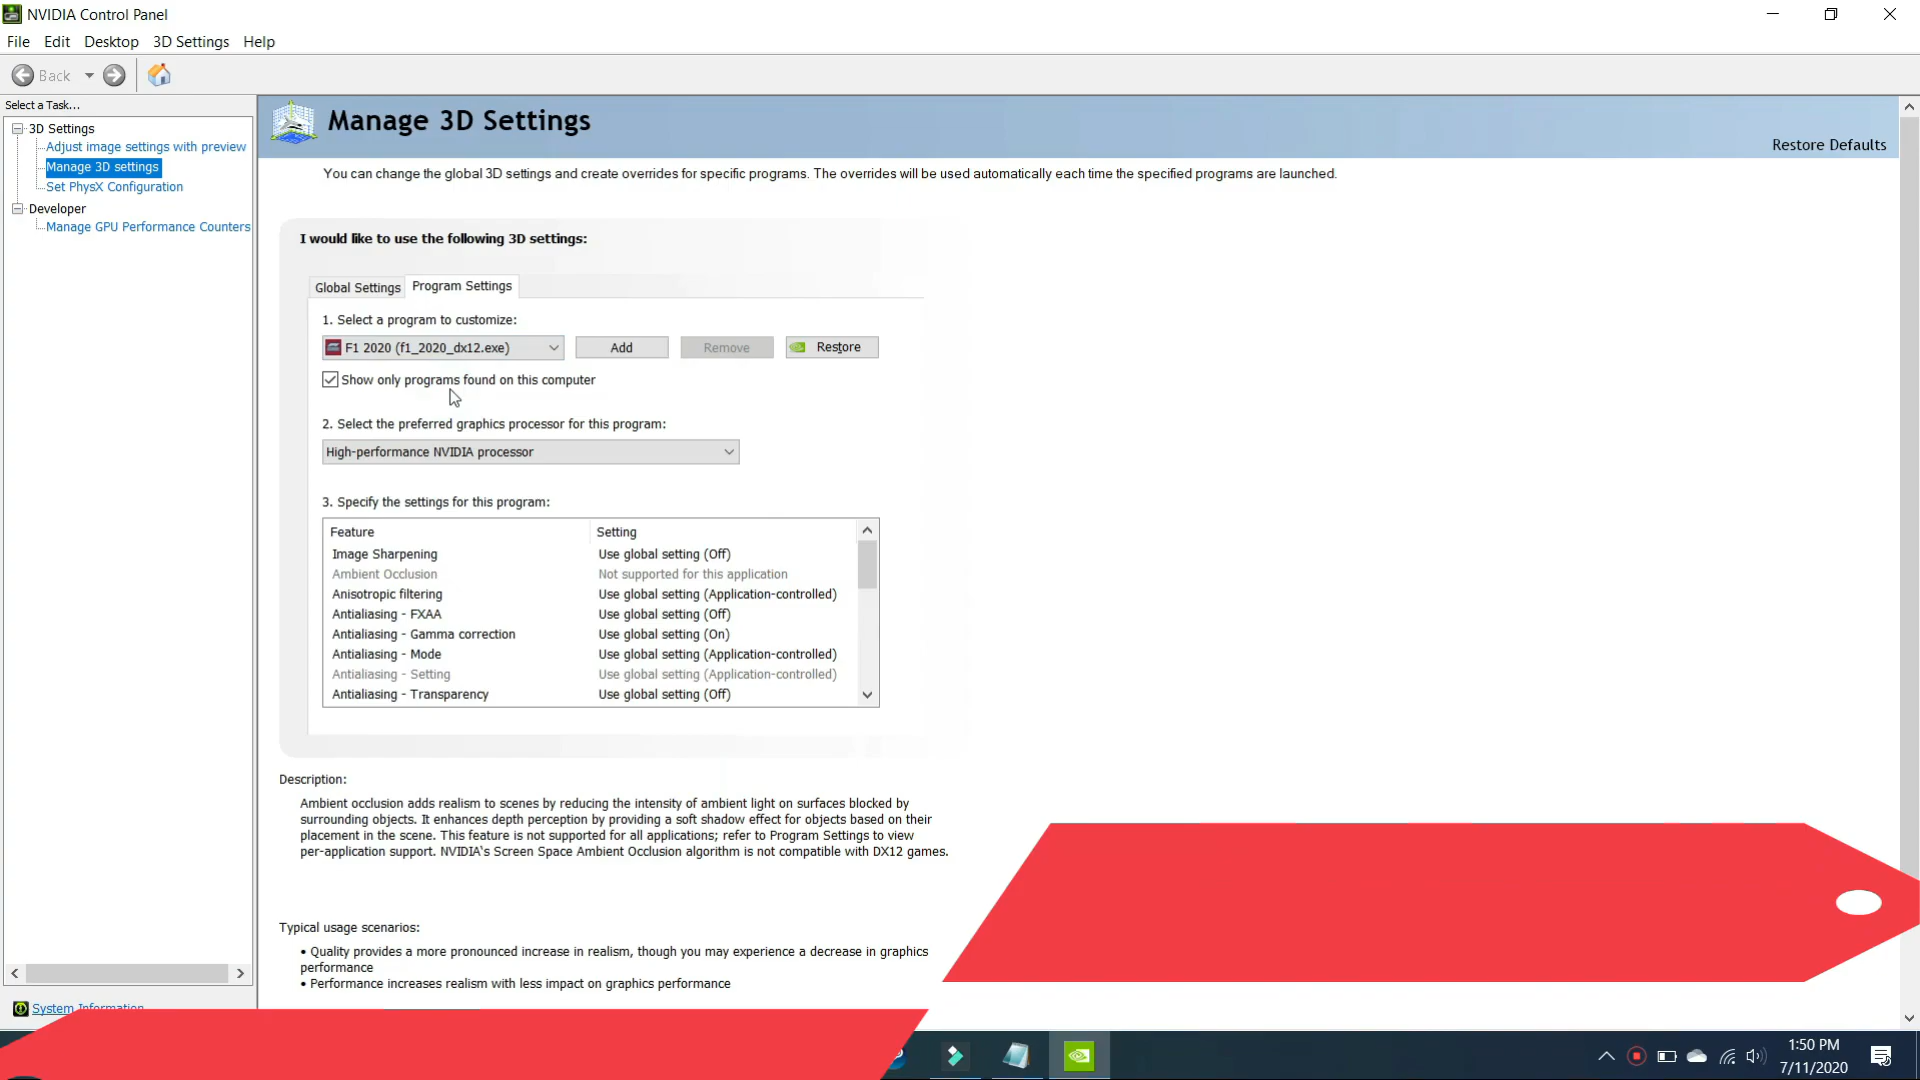 NVIDIA Control Panel
File Edit Desktop 3D Settings Help
Back
Select a Task...
3D Settings
Adjust image settings with preview
Manage 3D settings
Set PhysX Configuration
Developer
Manage GPU Performance Counters
System Information
Manage 3D Settings
Restore Defaults
You can change the global 3D settings and create overrides for specific programs. The overrides will be used automatically each time the specified programs are launched.
I would like to use the following 3D settings:
Global Settings Program Settings
1. Select a program to customize:
F1 2020 (f1_2020_dx12.exe) Add Remove Restore
Show only programs found on this computer
2. Select the preferred graphics processor for this program:
High-performance NVIDIA processor
3. Specify the settings for this program:
Feature Setting
Image Sharpening Use global setting (Off)
Ambient Occlusion Not supported for this application
Anisotropic filtering Use global setting (Application-controlled)
Antialiasing - FXAA Use global setting (Off)
Antialiasing - Gamma correction Use global setting (On)
Antialiasing - Mode Use global setting (Application-controlled)
Antialiasing - Setting Use global setting (Application-controlled)
Antialiasing - Transparency Use global setting (Off)
Description:
Ambient occlusion adds realism to scenes by reducing the intensity of ambient light on surfaces blocked by
surrounding objects. It enhances depth perception by providing a soft shadow effect for objects based on their
placement in the scene. This feature is not supported for all applications; refer to Program Settings to view
per-application support. NVIDIA's Screen Space Ambient Occlusion algorithm is not compatible with DX12 games.
Typical usage scenarios:
• Quality provides a more pronounced increase in realism, though you may experience a decrease in graphics
performance
• Performance increases realism with less impact on graphics performance
1:50 PM
7/11/2020